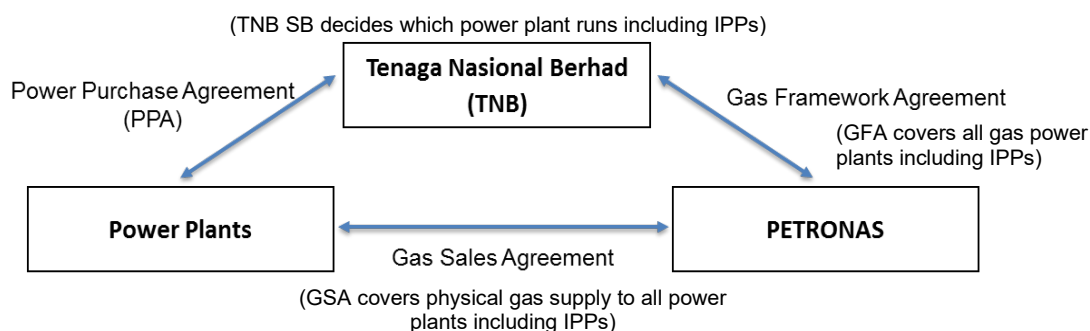 (TNB SB decides which power plant runs including IPPs)
Tenaga Nasional Berhad
(TNB)
Power Purchase Agreement
(PPA)
Gas Framework Agreement
(GFA covers all gas power
plants including IPPs)
Power Plants
PETRONAS
Gas Sales Agreement
(GSA covers physical gas supply to all power
plants including IPPs)